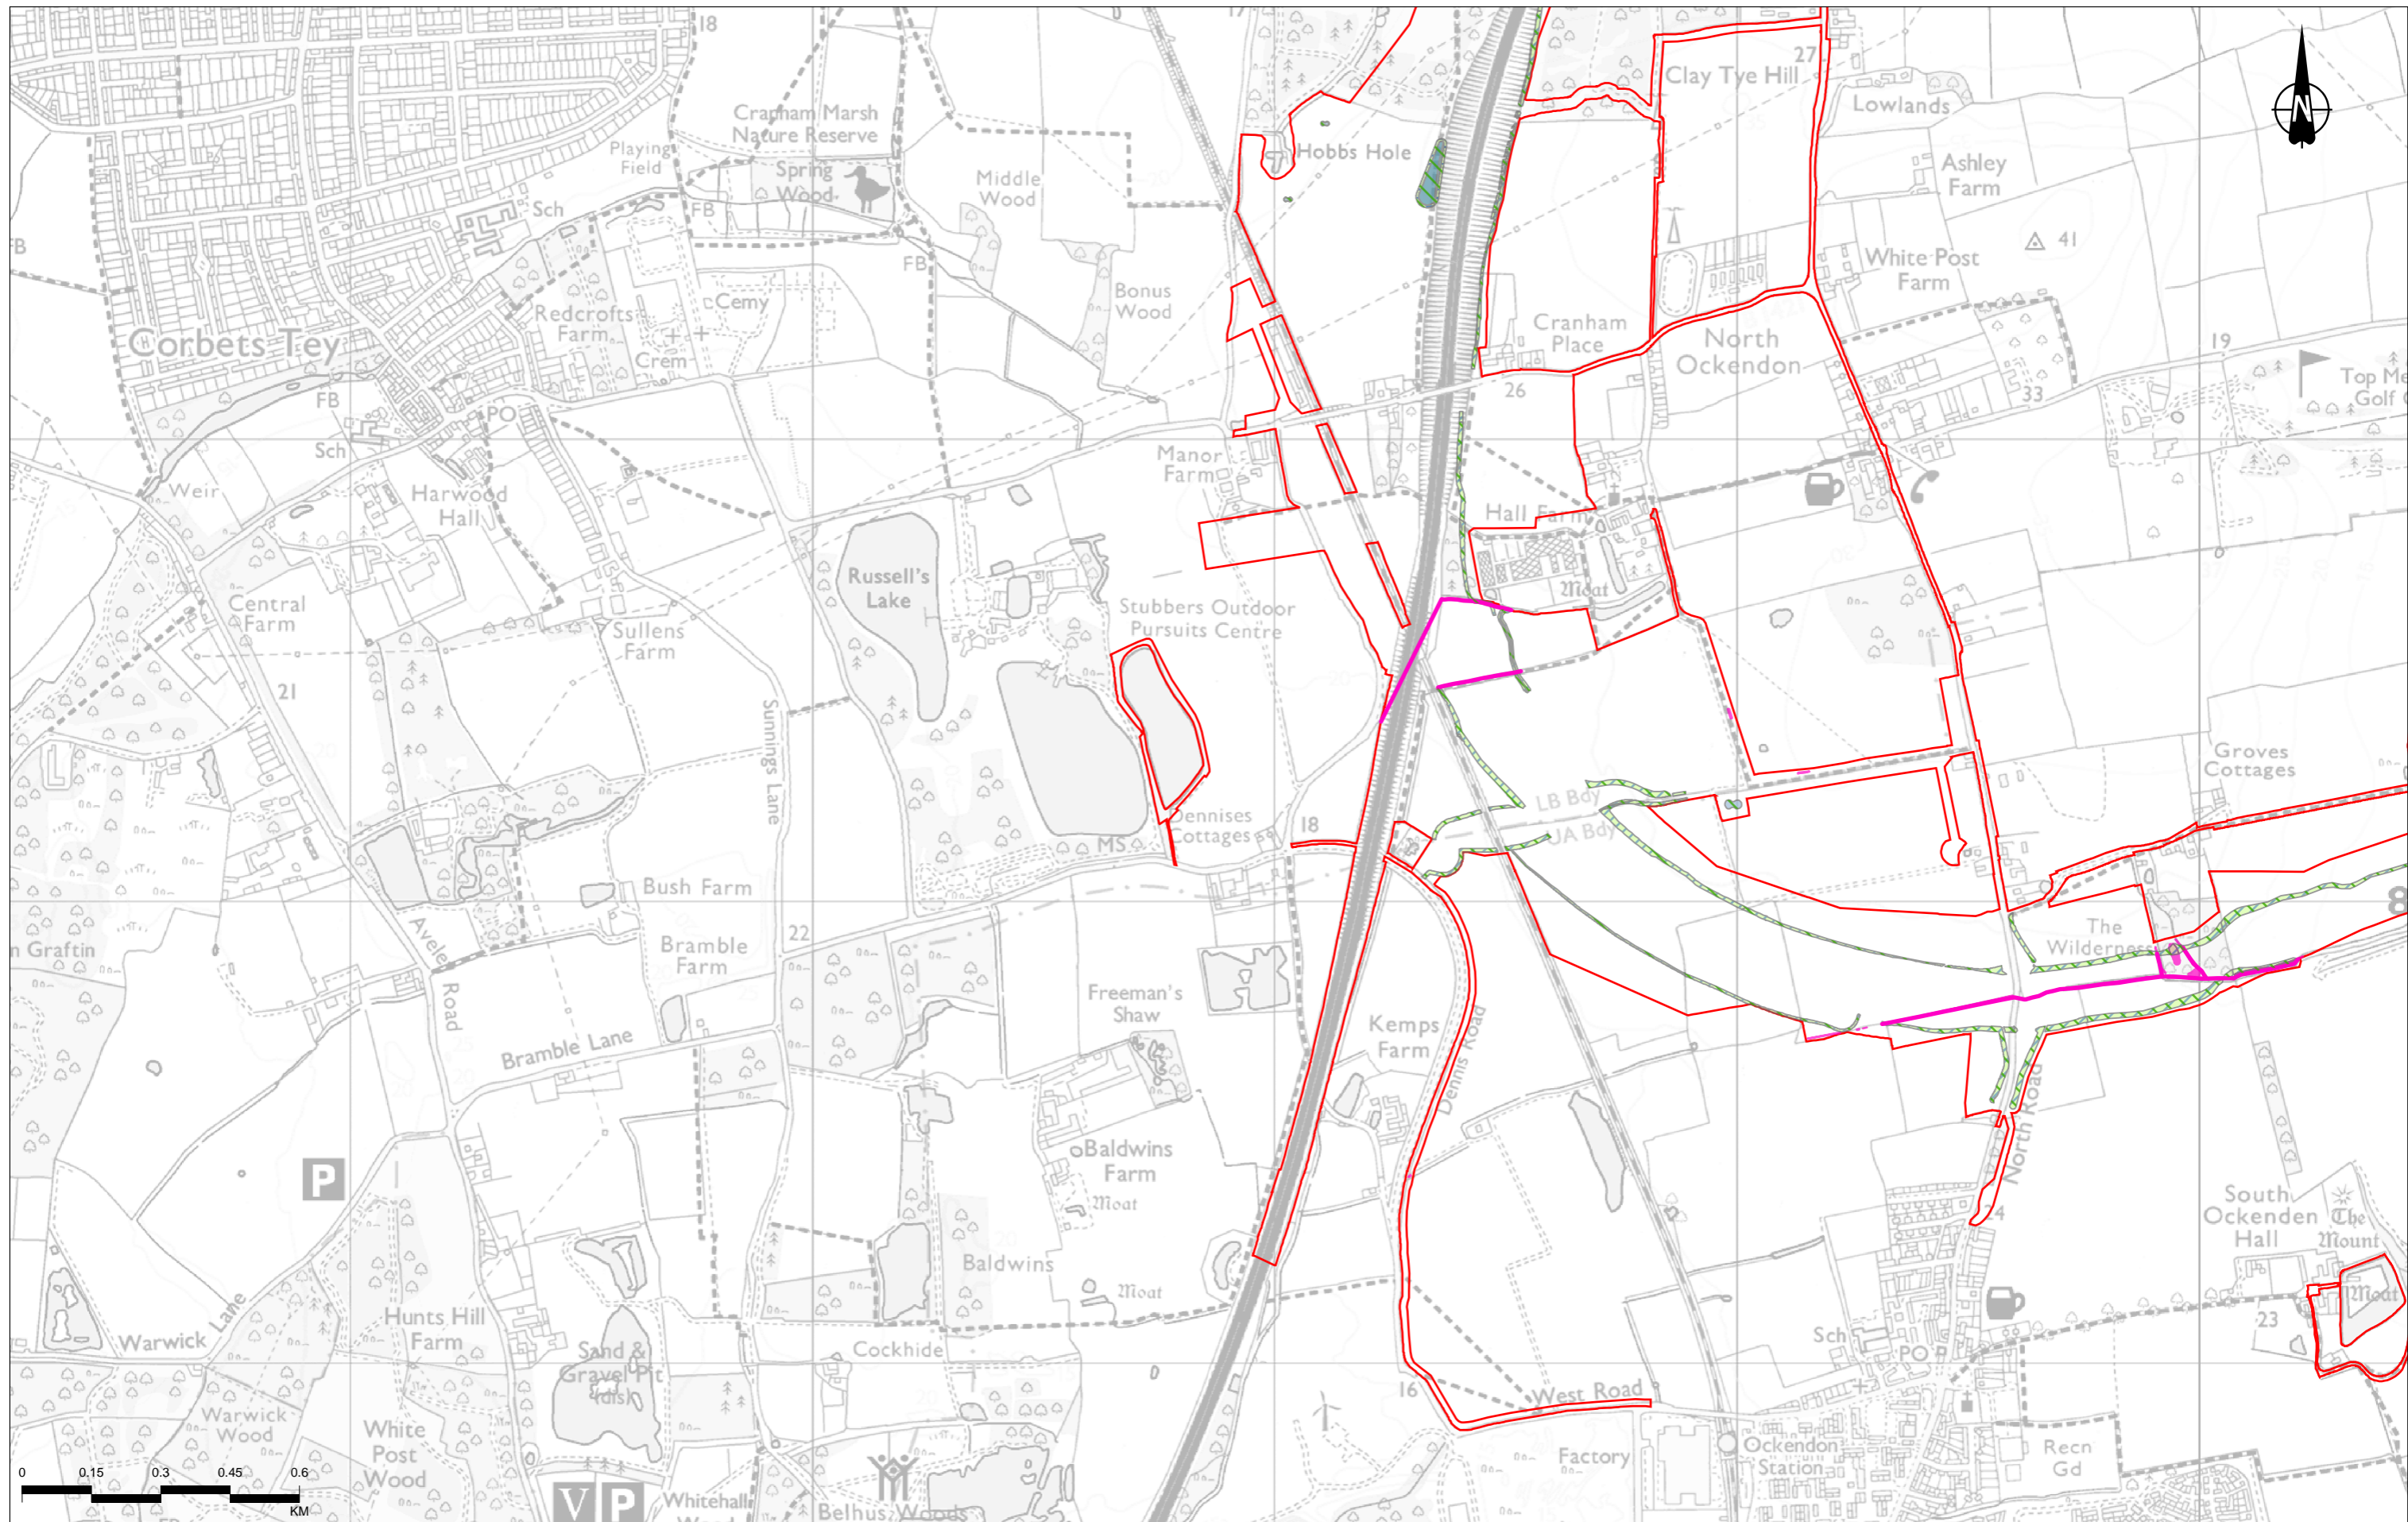 18
17
27
Clay Tye Hill
Lowlands
N
Cranham Marsh
Nature Reserve
Playing
Field
Spring
Wood
Hobbs Hole
Middle
Wood
Ashley
Farm
Sch
FB
FB
FB
41
White Post
Farm
Cemy
Bonus
Wood
Redcrofts
Farm
Crem
Corbets Tey
Cranham
Place
North
Ockendon
19
FB
PO
26
33
Sch
Manor
Farm
Weir
Harwood
Hall
Hall Farm
Russell's
Lake
Moat
Central
Farm
Stubbers Outdoor
Pursuits Centre
Sullens
Farm
21
Sunnings Lane
Groves
Cottages
LB Bdy
UA Bdy
Dennises
Cottages
18
MS
Bush Farm
8
Aveley
Road
22
Bramble
Farm
The
Wilderness
n Graftin
Freeman's
Shaw
Kemps
Farm
Dennis Road
Bramble Lane
North Road
Baldwins
Farm
Moat
P
South
Ockenden
Hall
The
Mount
24
Baldwins
Moat
Moat
Hunts Hill
Farm
23
Warwick Lane
Sch
PO
Cockhide
Sand &
Gravel Pit
(dis)
16
West Road
Warwick
Wood
White
Post
Wood
Factory
Ockendon
Station
Recn
Gd
0 0.15 0.3 0.45 0.6
KM
V P
Whitehall
Belhus Woods